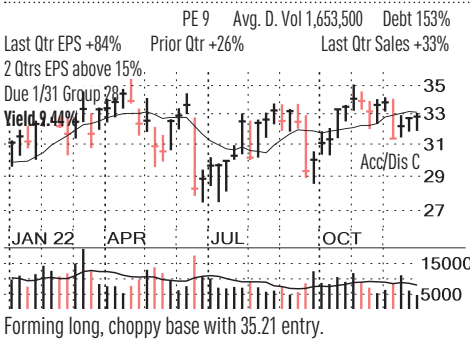 PE 9 Avg. D. Vol 1,653,500 Debt 153%
Last Qtr EPS +84% Prior Qtr +26% Last Qtr Sales +33%
2 Qtrs EPS above 15%
Due 1/31 Group 28
Yield 9.44%
35
33
31
Acc/Dis C
29
27
JAN 22 APR JUL OCT
15000
5000
Forming long, choppy base with 35.21 entry.